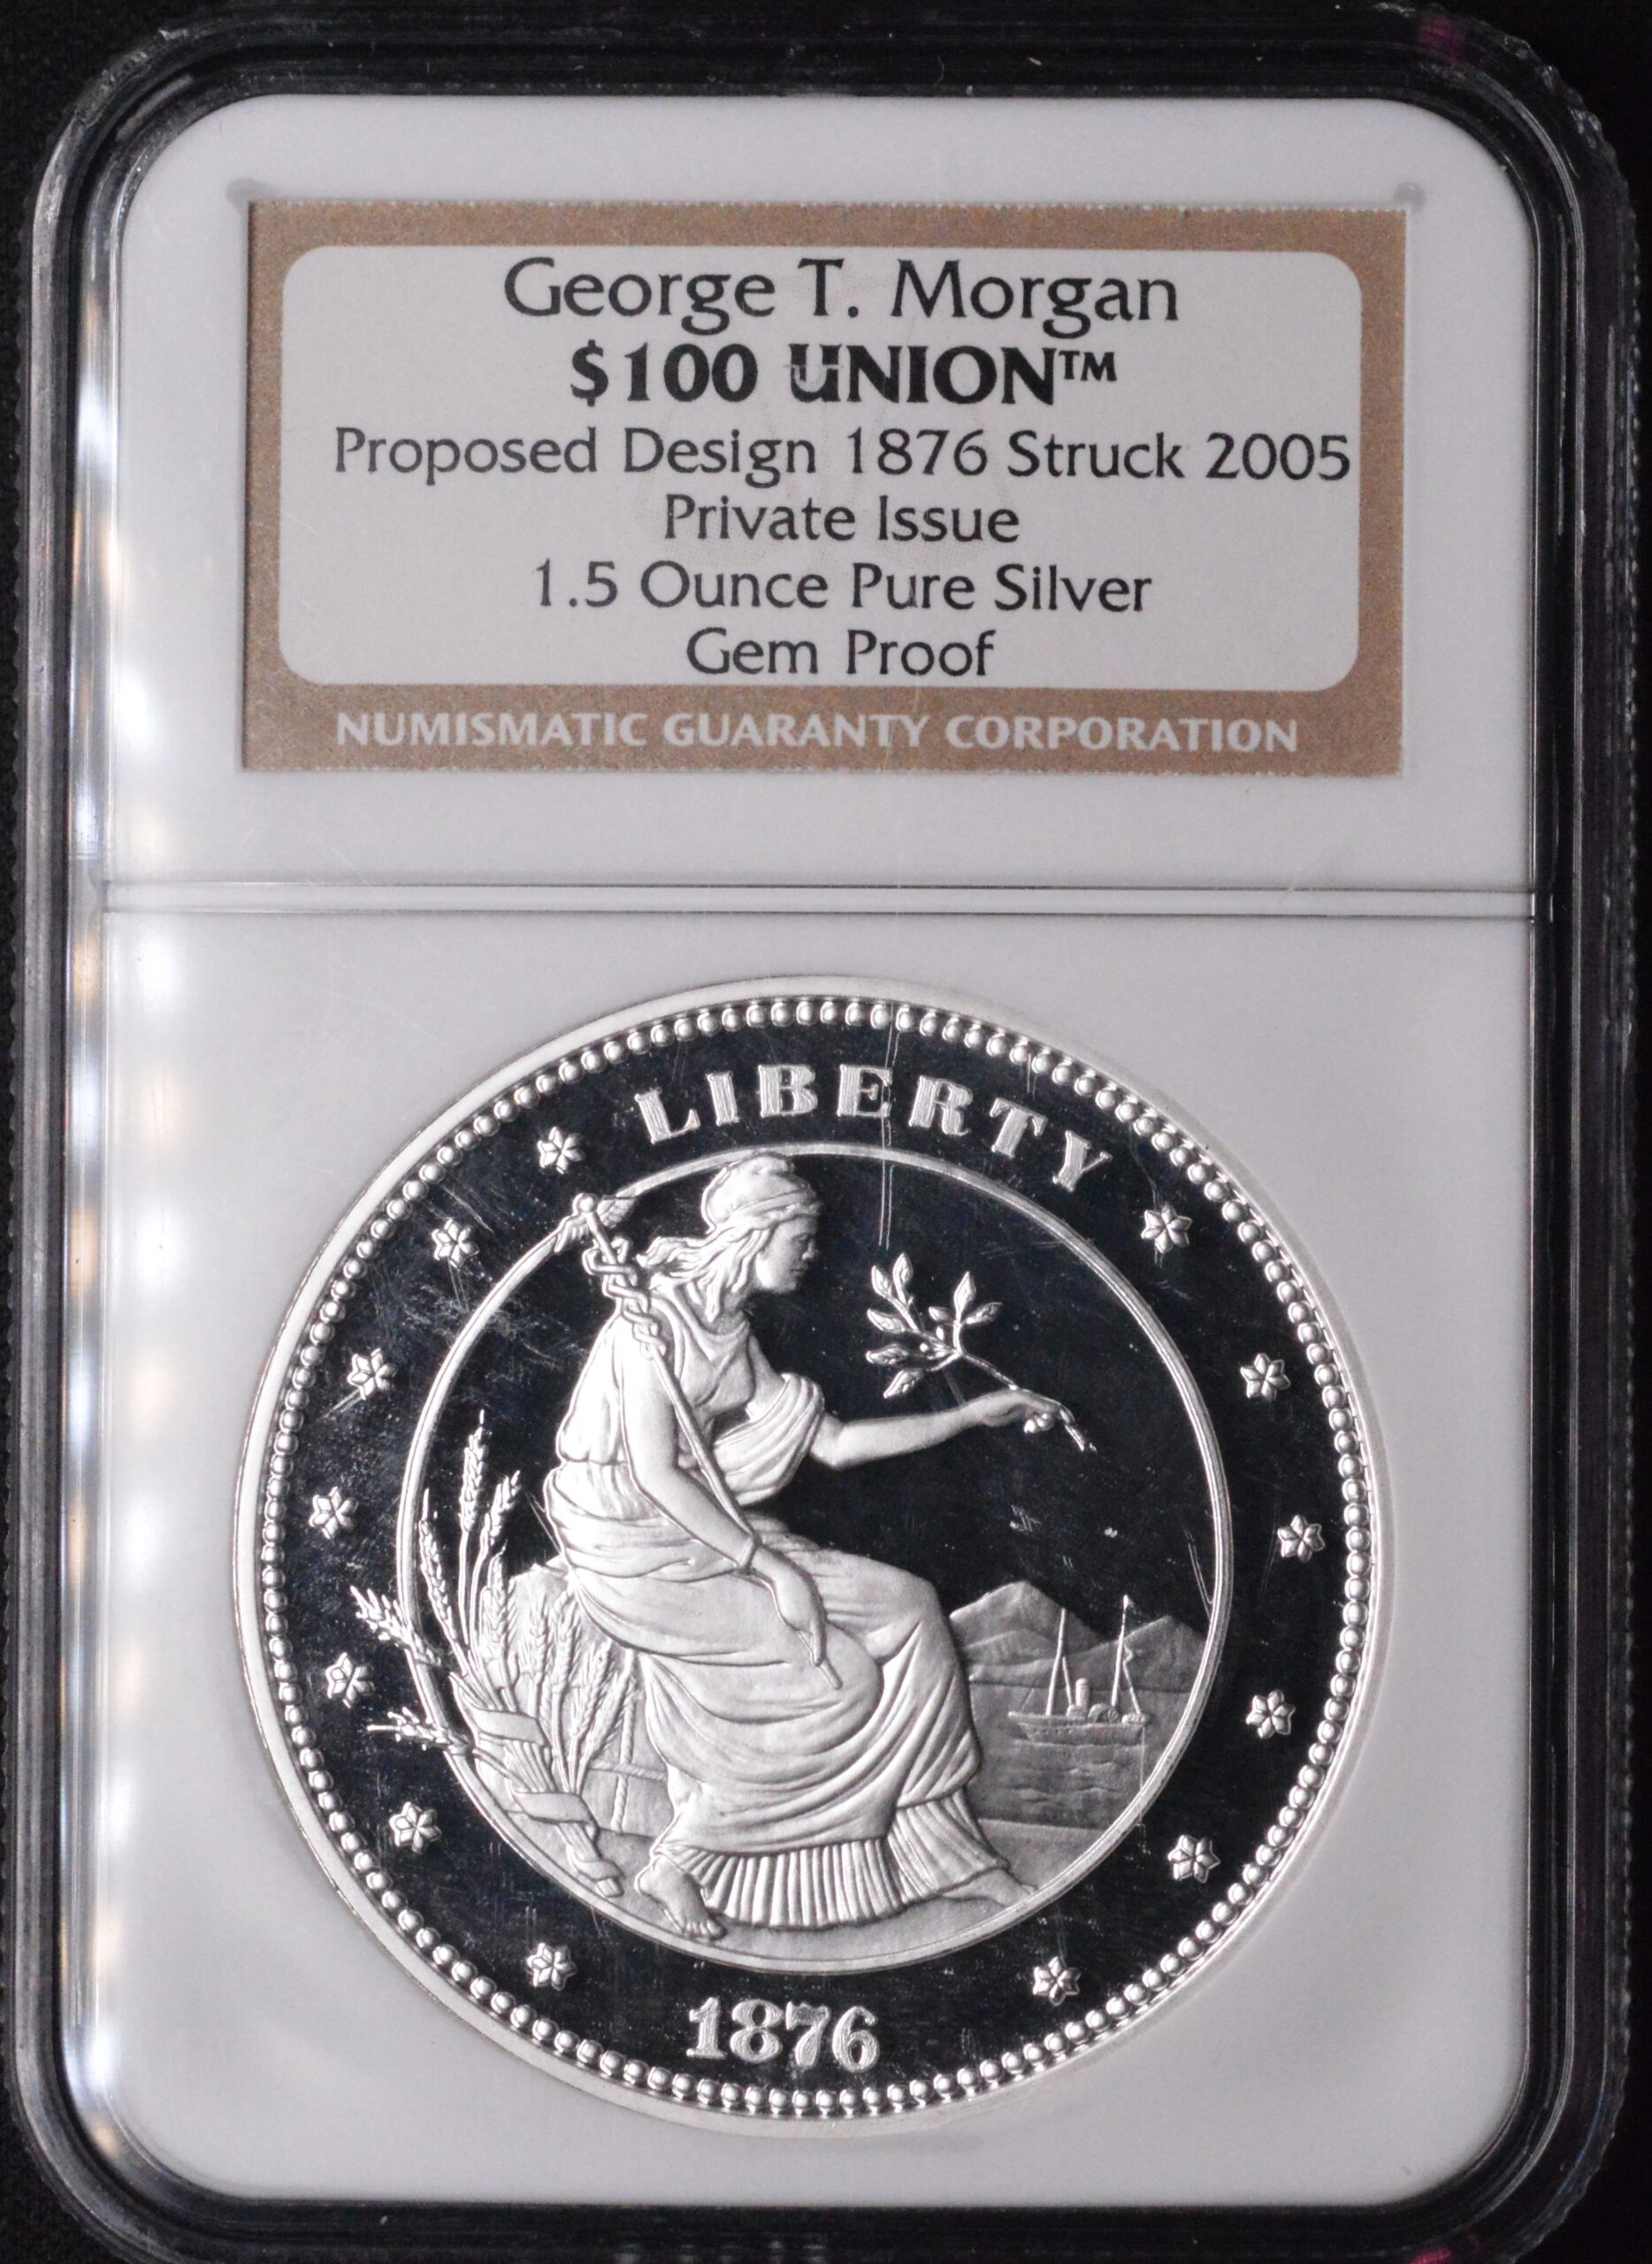 George T. Morgan
$100 UNION™
Proposed Design 1876 Struck 2005
Private Issue
1.5 Ounce Pure Silver
Gem Proof
NUMISMATIC GUARANTY CORPORATION
LIBERTY
1876